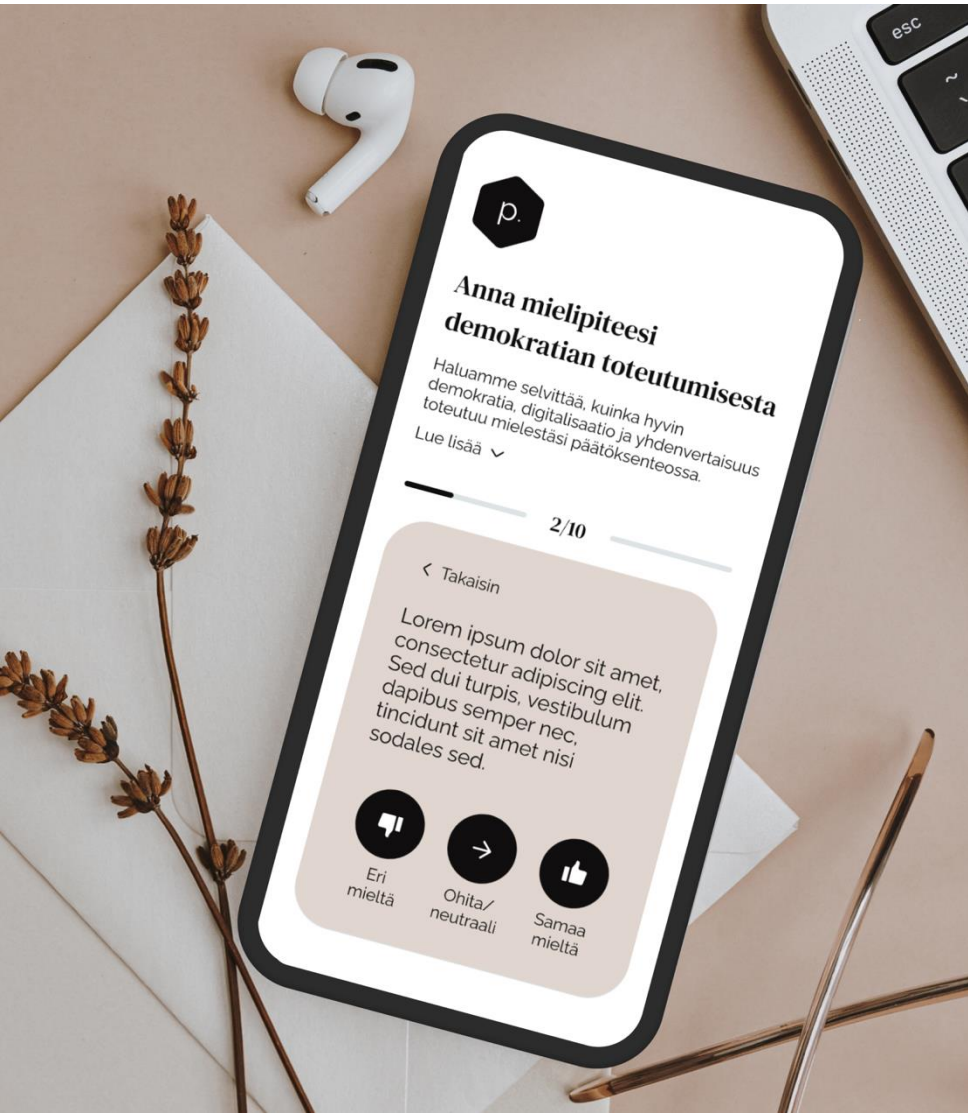 esc
~
p.
Anna mielipiteesi
demokratian toteutumisesta
Haluamme selvittää, kuinka hyvin
demokratia, digitalisaatio ja yhdenvertaisuus
toteutuu mielestäsi päätöksenteossa.
Lue lisää
2/10
Takaisin
Lorem ipsum dolor sit amet,
consectetur adipiscing elit.
Sed dui turpis, vestibulum
dapibus semper nec,
tincidunt sit amet nisi
sodales sed.
Eri
mieltä
Ohita/
neutraali
Samaa
mieltä